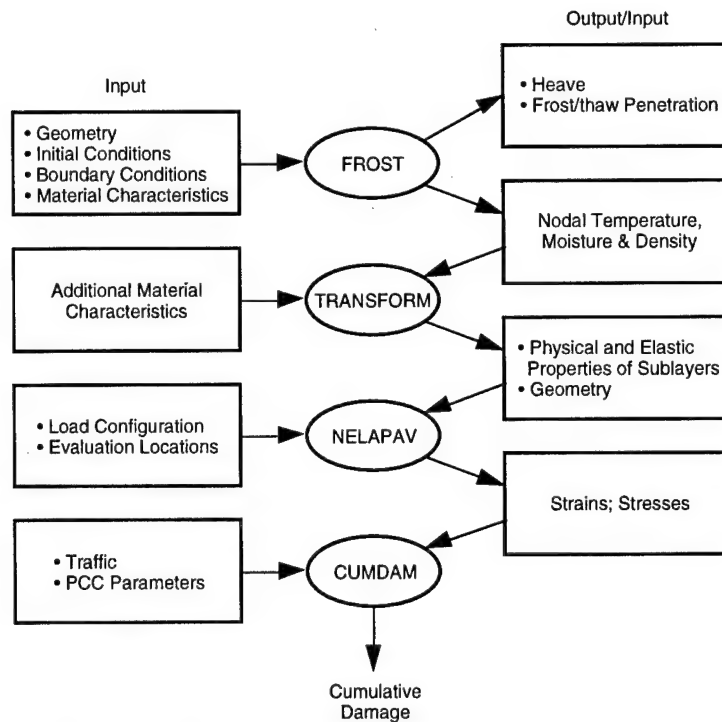 Output/Input
Input
• Heave
• Frost/thaw Penetration
• Geometry
• Initial Conditions
• Boundary Conditions
• Material Characteristics
FROST
Nodal Temperature,
Moisture & Density
Additional Material
Characteristics
TRANSFORM
• Physical and Elastic
Properties of Sublayers
• Geometry
• Load Configuration
• Evaluation Locations
NELAPAV
Strains; Stresses
• Traffic
• PCC Parameters
CUMDAM
Cumulative
Damage